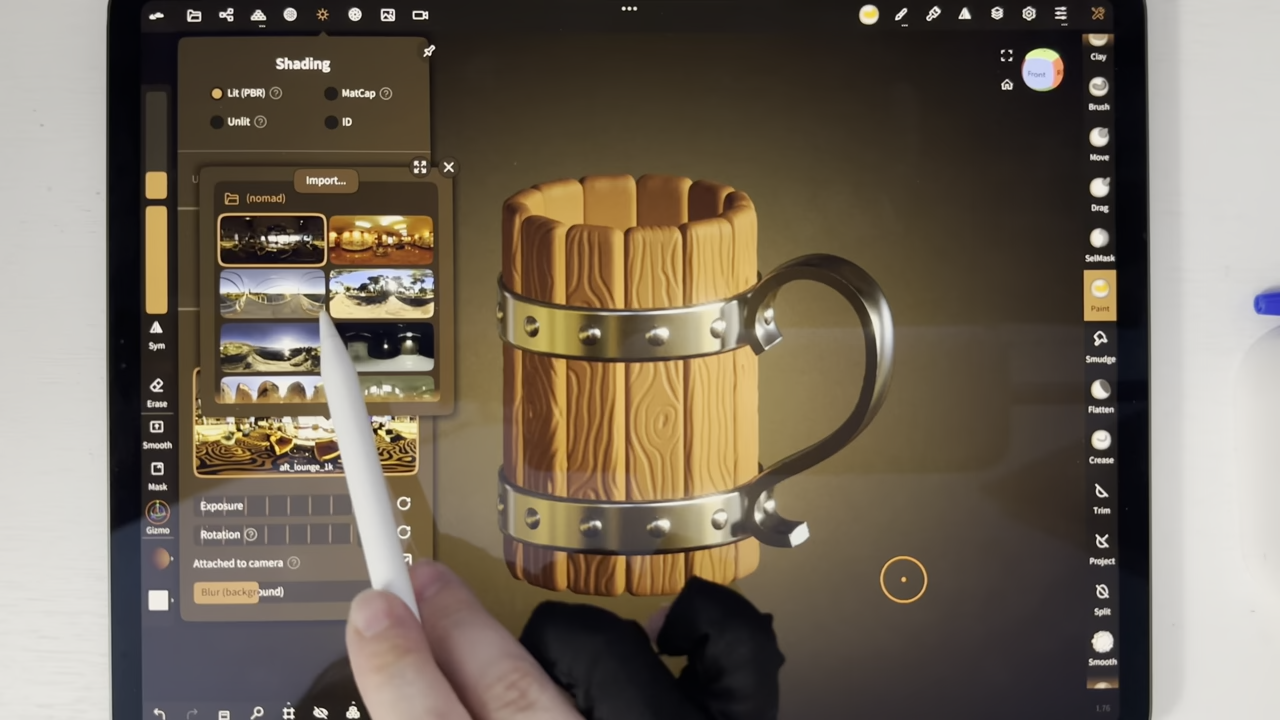 Shading
Lit (PBR) ?
MatCap ?
Unlit ?
ID
Import...
(nomad)
aft_lounge_1k
Exposure
Rotation ?
Attached to camera ?
Blur (background)
Sym
Erase
Smooth
Mask
Gizmo
Front
Clay
Brush
Move
Drag
SelMask
Paint
Smudge
Flatten
Crease
Trim
Project
Split
Smooth